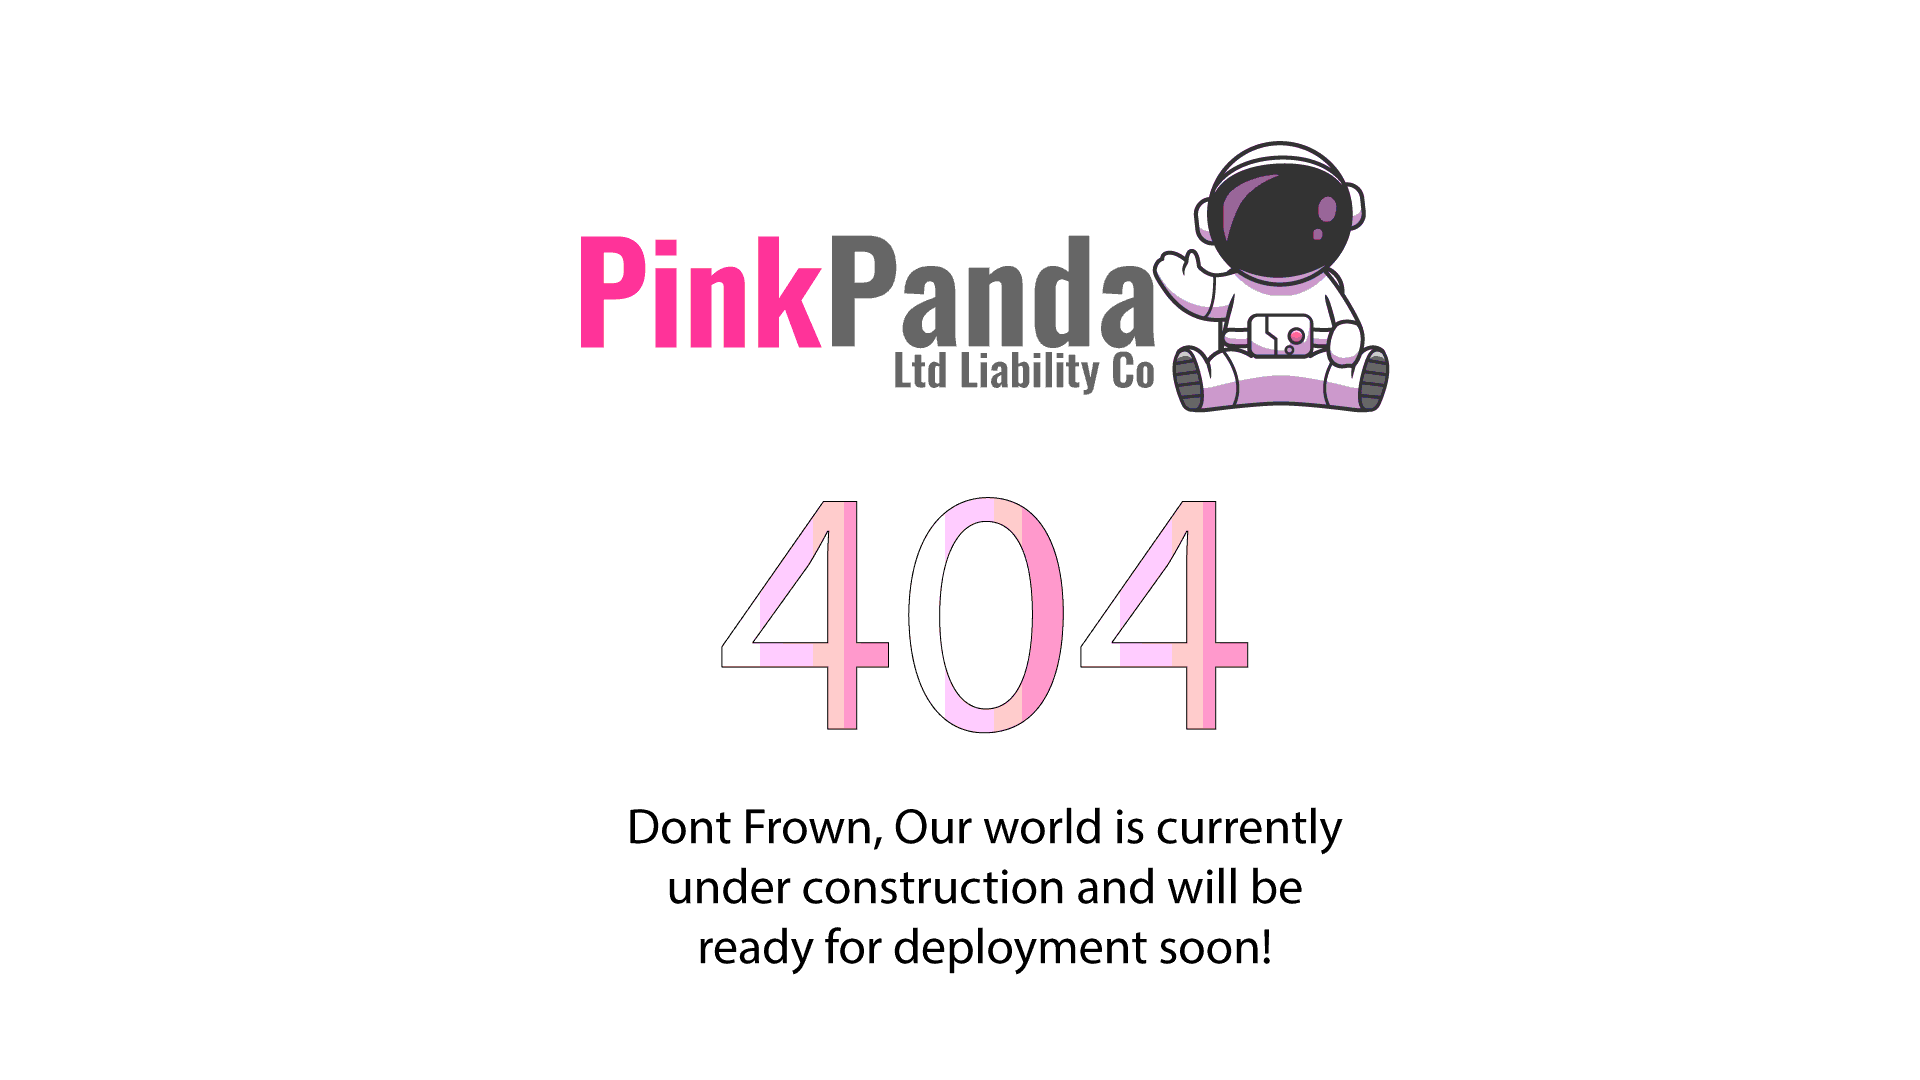 PinkPanda
Ltd Liability Co
404
Dont Frown, Our world is currently
under construction and will be
ready for deployment soon!